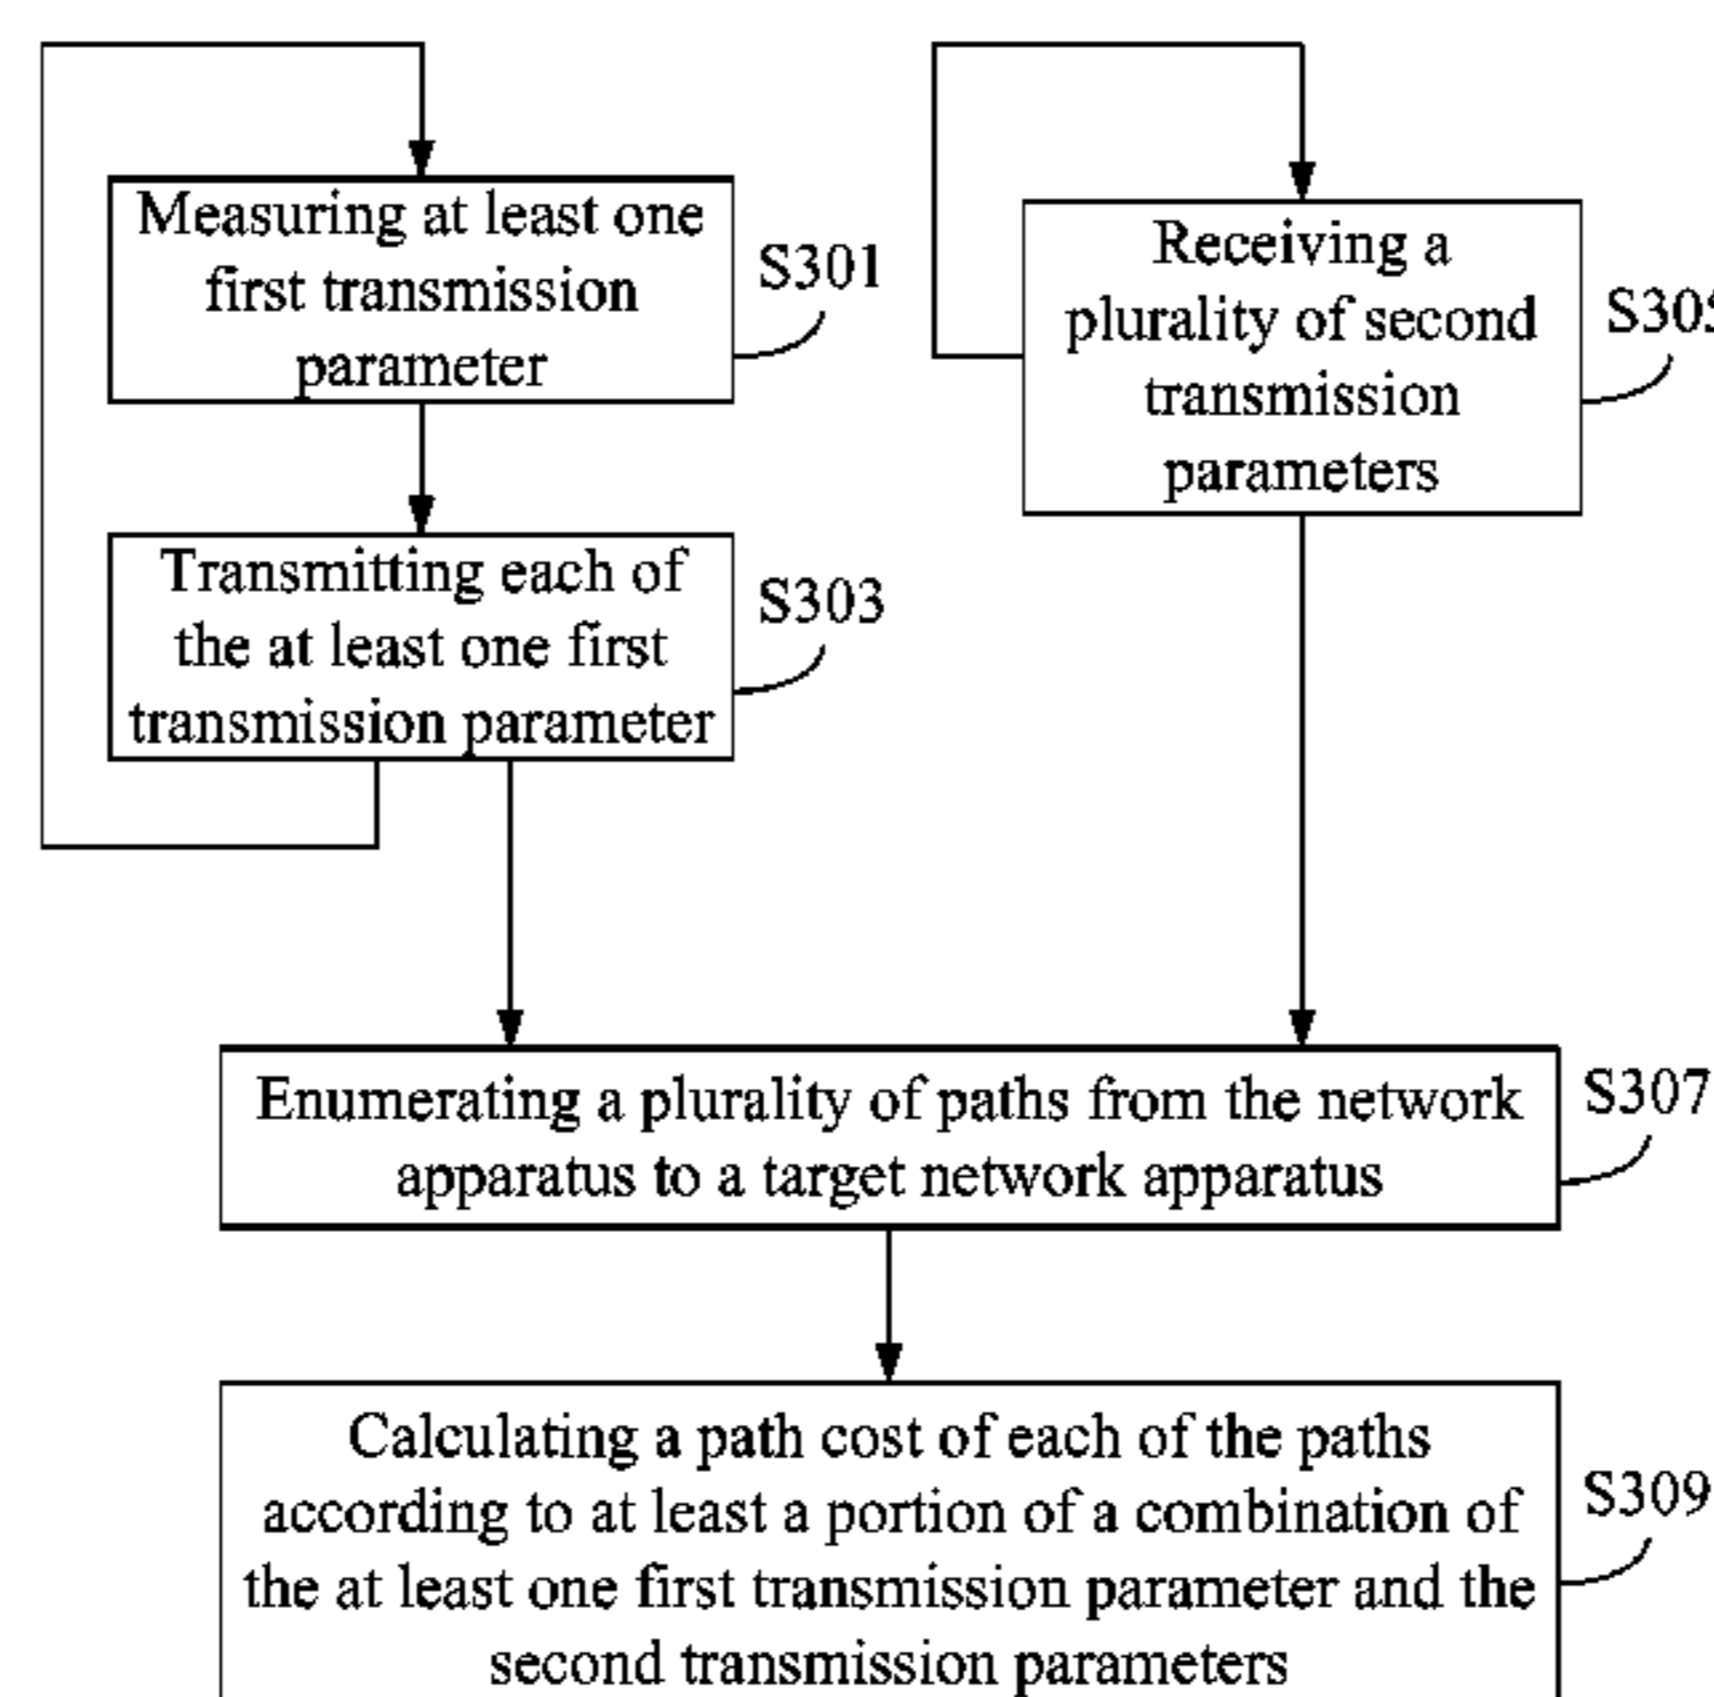 Measuring at least one
first transmission
parameter
S301
Transmitting each of
the at least one first
transmission parameter
S303
Receiving a
plurality of second
transmission
parameters
S305
Enumerating a plurality of paths from the network
apparatus to a target network apparatus
S307
Calculating a path cost of each of the paths
according to at least a portion of a combination of
the at least one first transmission parameter and the
second transmission parameters
S309